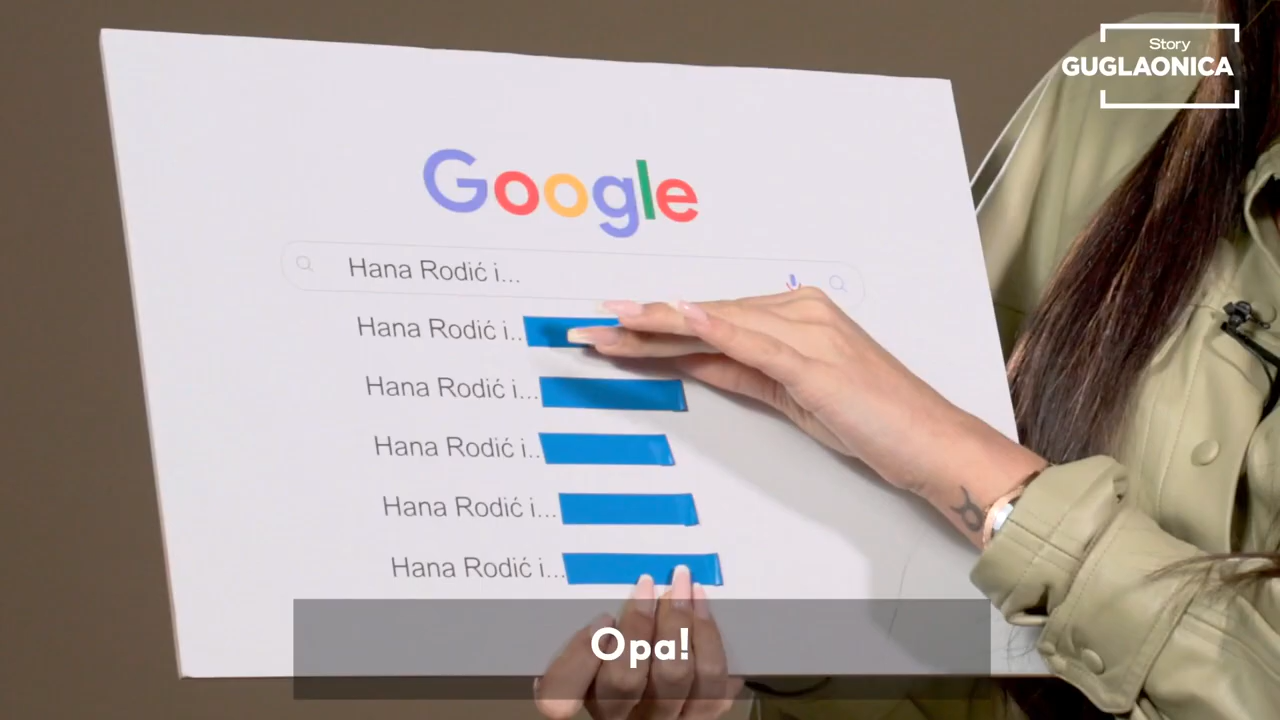 Story
GUGLAONICA
Google
Hana Rodić i...
Hana Rodić i..
Hana Rodić i...
Hana Rodić i..
Hana Rodić i...
Hana Rodić i...
Opa!